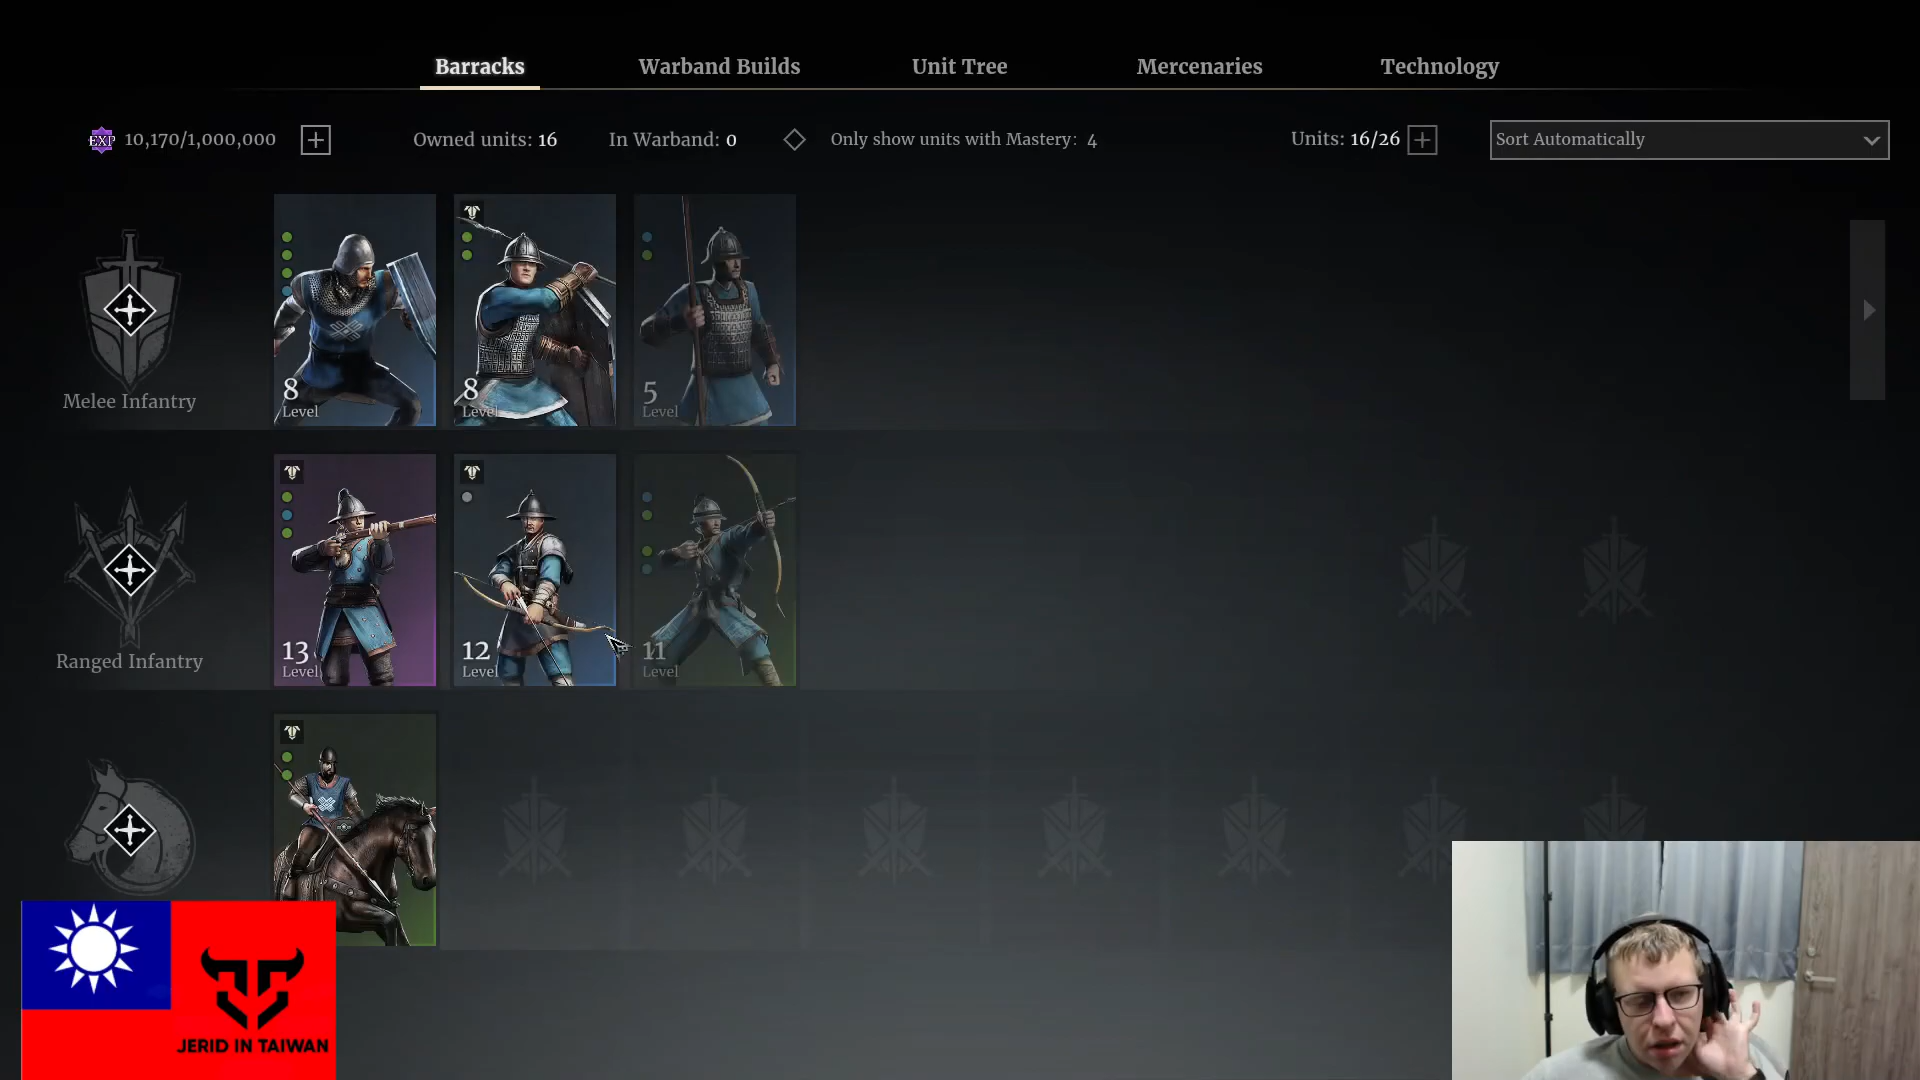 Barracks
Warband Builds
Unit Tree
Mercenaries
Technology
EXP 10,170/1,000,000
Owned units: 16
In Warband: 0
Only show units with Mastery: 4
Units: 16/26
Sort Automatically
Melee Infantry
8
Level
8
Level
5
Level
Ranged Infantry
13
Level
12
Level
11
Level
JERID IN TAIWAN